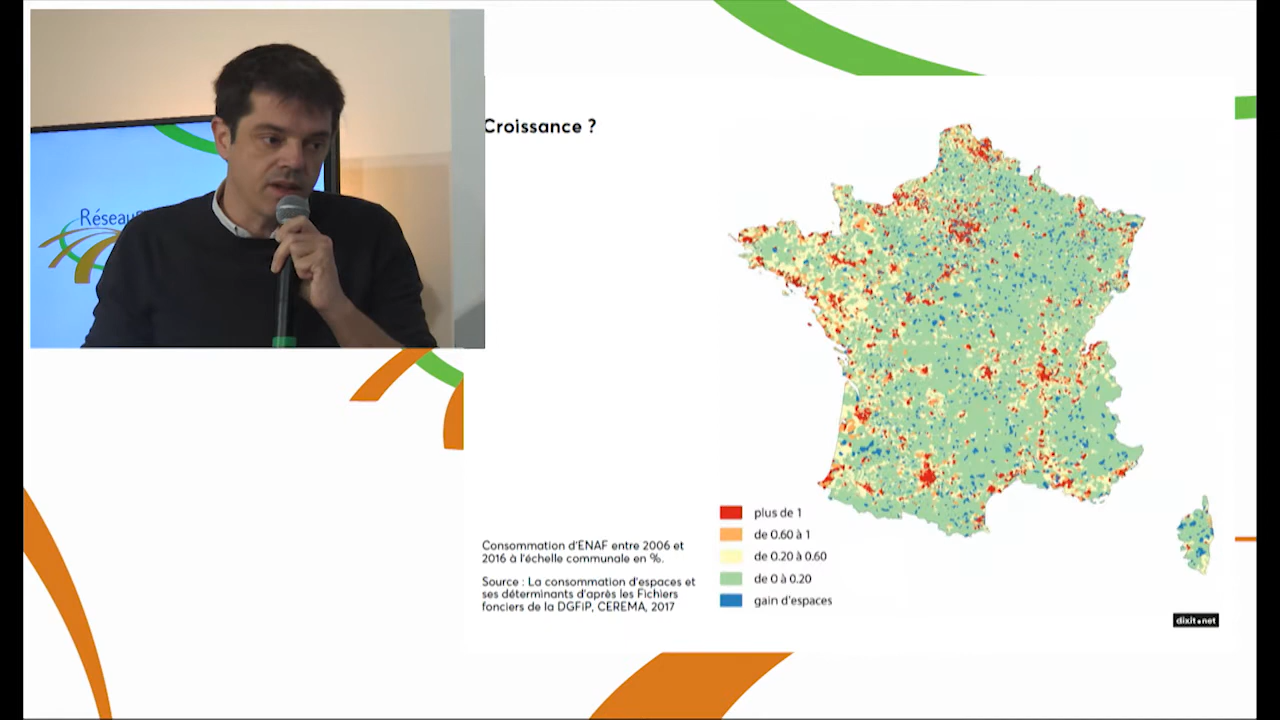 Croissance ?
Réseau
plus de 1
de 0.60 à 1
de 0.20 à 0.60
de 0 à 0.20
gain d'espaces
Consommation d'ENAF entre 2006 et
2016 à l'échelle communale en %.
Source : La consommation d'espaces et
ses déterminants d'après les Fichiers
fonciers de la DGFiP, CEREMA, 2017
dixit.net